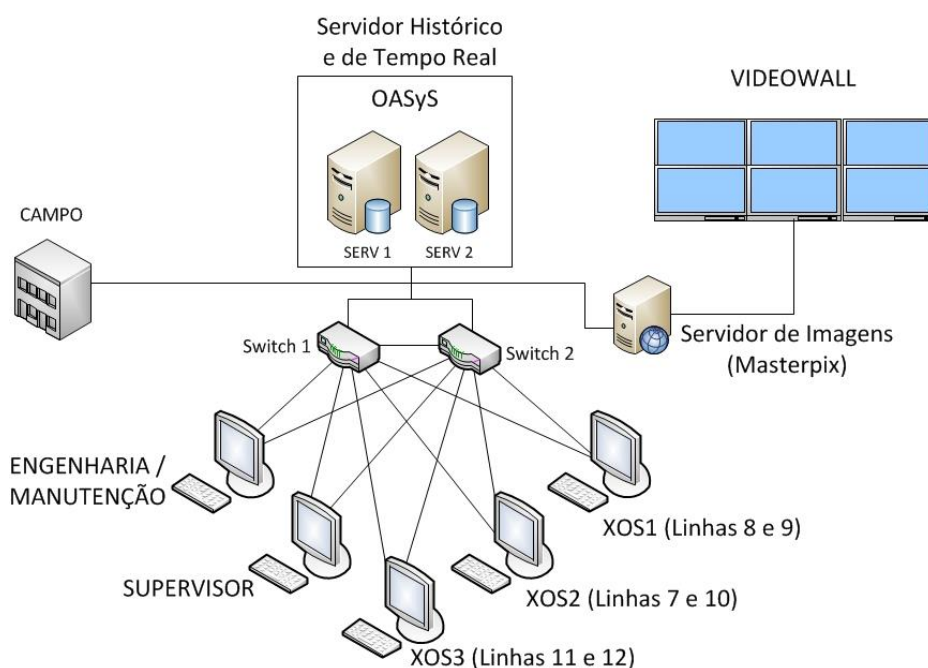 Servidor Histórico
e de Tempo Real
OASyS
VIDEOWALL
CAMPO
SERV 1
SERV 2
Servidor de Imagens
(Masterpix)
Switch 1
Switch 2
ENGENHARIA /
MANUTENÇÃO
XOS1 (Linhas 8 e 9)
SUPERVISOR
XOS2 (Linhas 7 e 10)
XOS3 (Linhas 11 e 12)